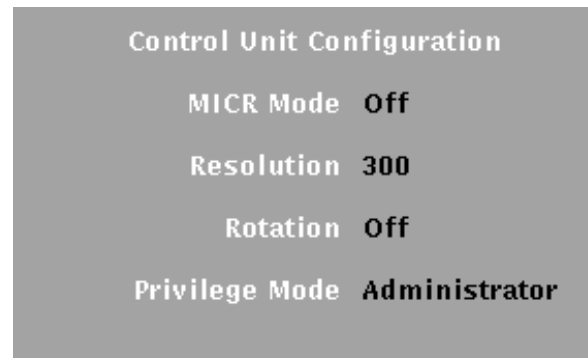 Control Unit Configuration
MICR Mode Off
Resolution 300
Rotation Off
Privilege Mode Administrator